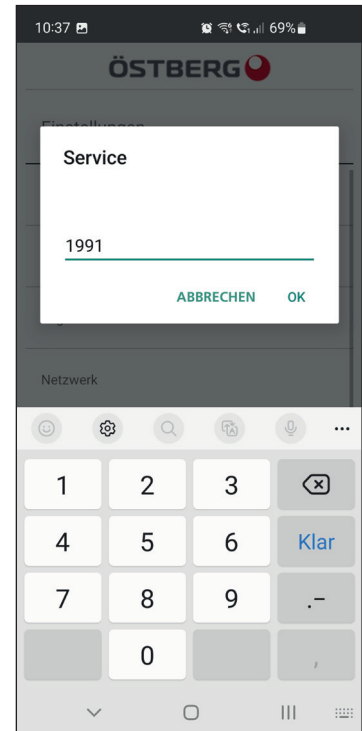 10:37 69%
ÖSTBERG
Einstellungen
Service
1991
ABBRECHEN OK
Netzwerk
1 2 3
4 5 6 Klar
7 8 9 .–
0 ,